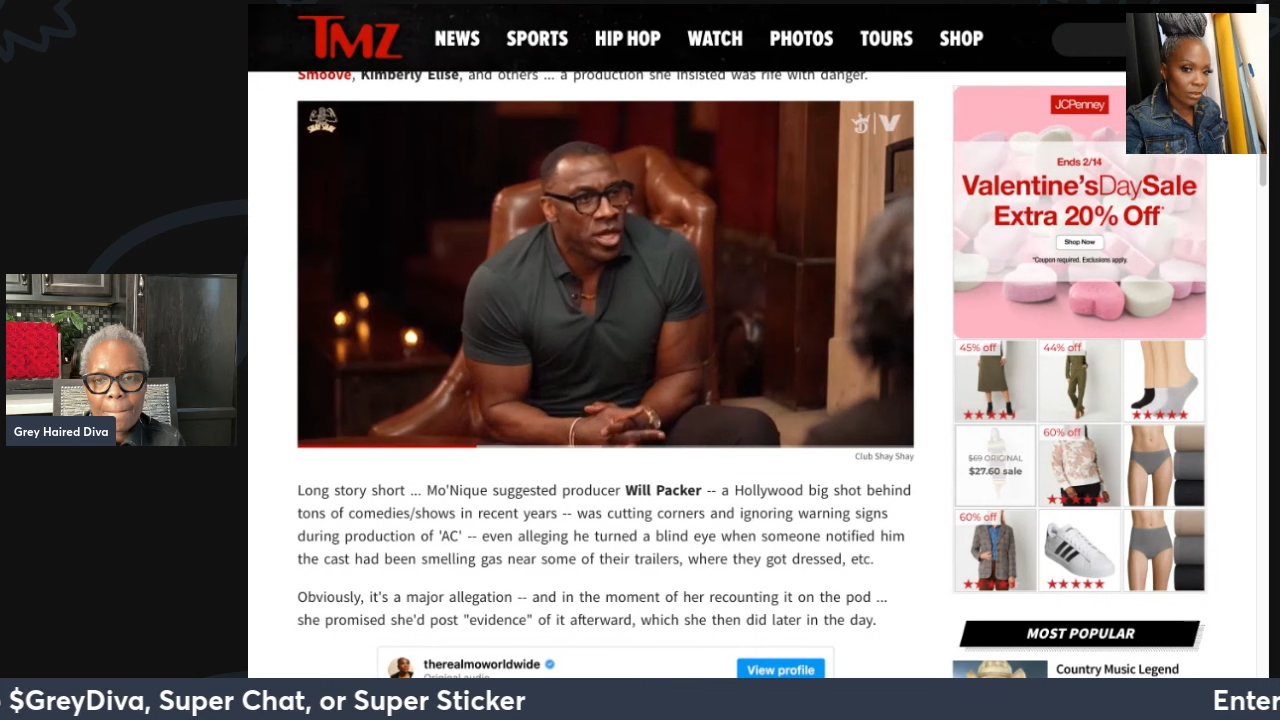 TMZ
NEWS SPORTS HIP HOP WATCH PHOTOS TOURS SHOP
Smoove, Kimberly Elise, and others ... a production she insisted was rife with danger.
SHAY SHAY
Club Shay Shay
Long story short ... Mo'Nique suggested producer Will Packer -- a Hollywood big shot behind
tons of comedies/shows in recent years -- was cutting corners and ignoring warning signs
during production of 'AC' -- even alleging he turned a blind eye when someone notified him
the cast had been smelling gas near some of their trailers, where they got dressed, etc.
Obviously, it's a major allegation -- and in the moment of her recounting it on the pod ...
she promised she'd post "evidence" of it afterward, which she then did later in the day.
therealmoworldwide
Original audio
View profile
JCPenney
Ends 2/14
Valentine'sDaySale
Extra 20% Off*
Shop Now
*Coupon required. Exclusions apply.
45% off
44% off
$69 ORIGINAL
$27.60 sale
60% off
60% off
MOST POPULAR
Country Music Legend
Grey Haired Diva
$GreyDiva, Super Chat, or Super Sticker
Enter